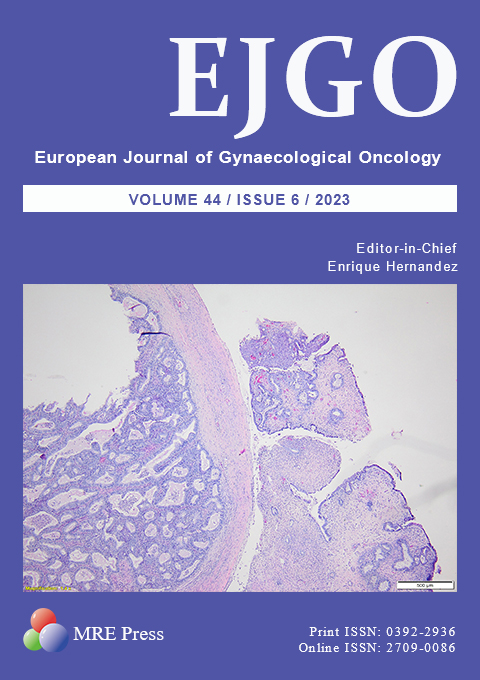 EJGO
European Journal of Gynaecological Oncology
VOLUME 44 / ISSUE 6 / 2023
Editor-in-Chief
Enrique Hernandez
500 μm
MRE Press
Print ISSN: 0392-2936
Online ISSN: 2709-0086